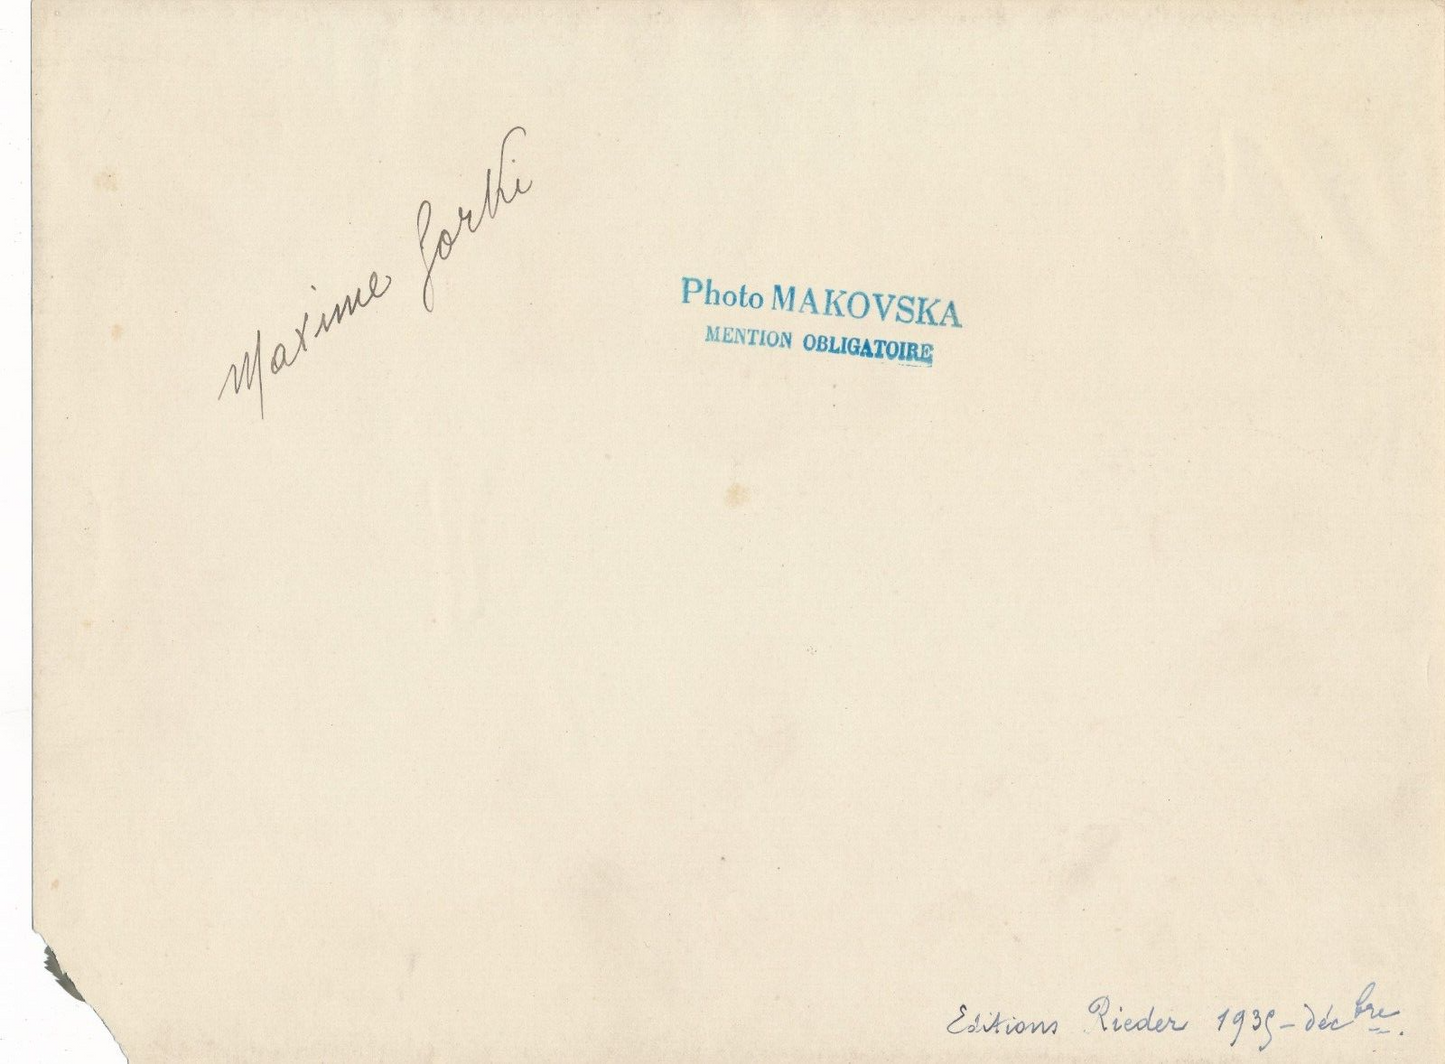 Maxime Gorki
Photo MAKOVSKA
MENTION OBLIGATOIRE
Editions Rieder 1935-décbre.